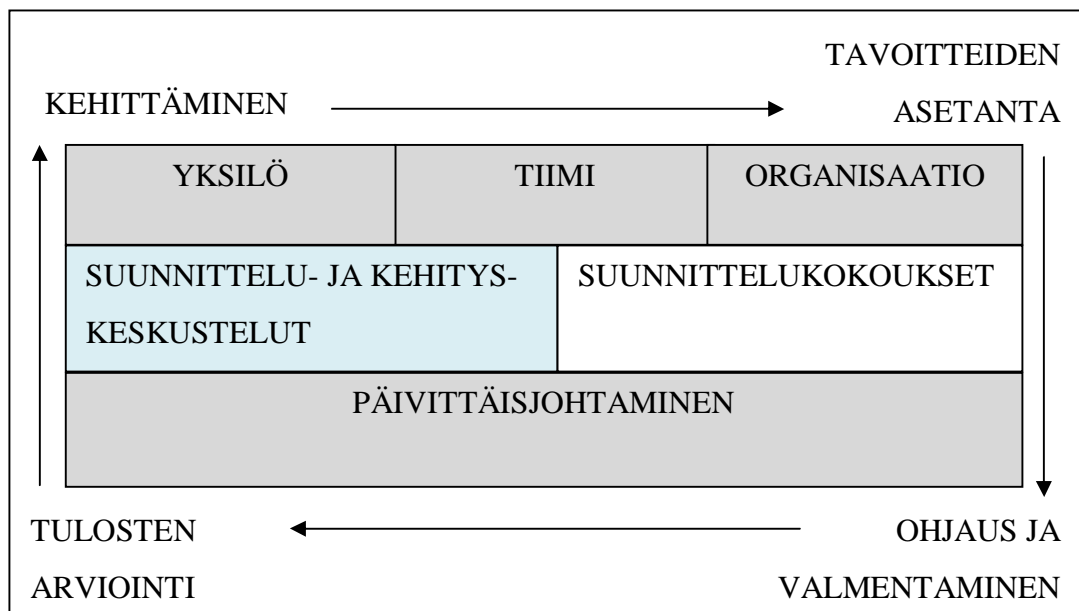 TAVOITTEIDEN
KEHITTÄMINEN ASETANTA
YKSILÖ TIIMI ORGANISAATIO
SUUNNITTELU- JA KEHITYS- SUUNNITTELUKOKOUKSET
KESKUSTELUT
PÄIVITTÄISJOHTAMINEN
TULOSTEN OHJAUS JA
ARVIOINTI VALMENTAMINEN